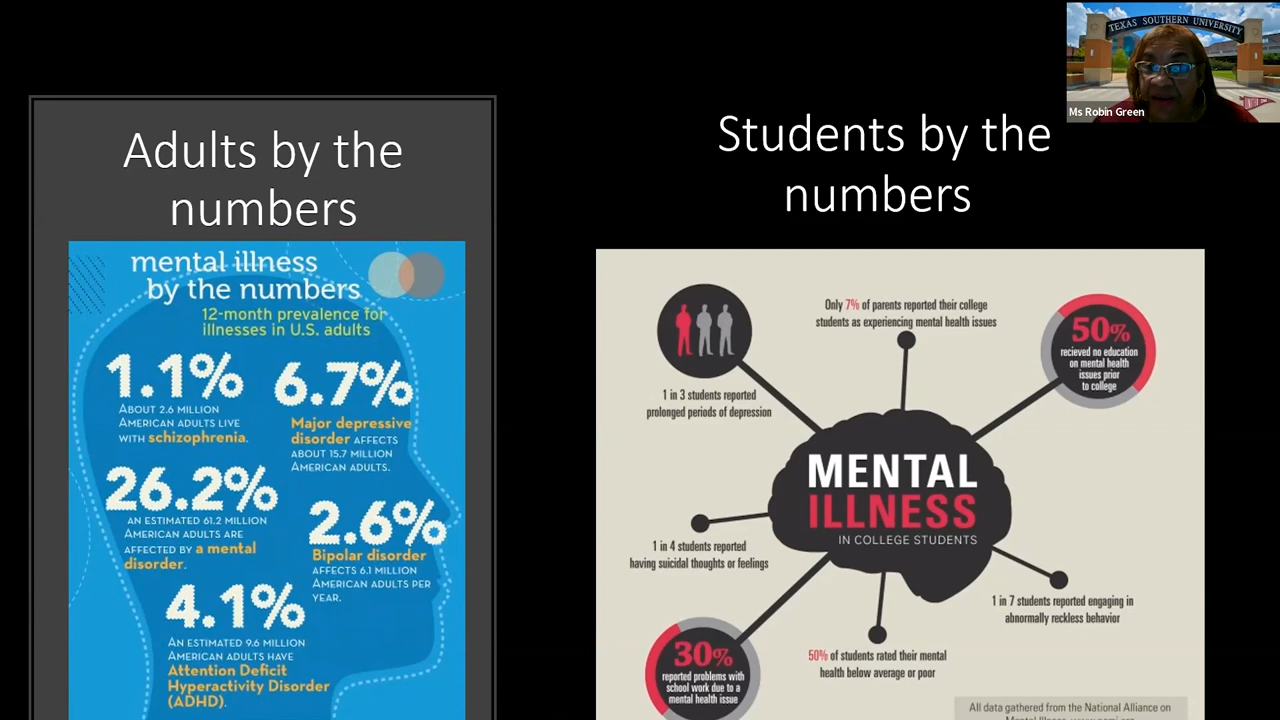 TEXAS SOUTHERN UNIVERSITY
Ms Robin Green
Adults by the
numbers
mental illness
by the numbers
12-month prevalence for
illnesses in U.S. adults
1.1%
ABOUT 2.6 MILLION
AMERICAN ADULTS LIVE
WITH schizophrenia.
6.7%
Major depressive
disorder AFFECTS
ABOUT 15.7 MILLION
AMERICAN ADULTS.
26.2%
AN ESTIMATED 61.2 MILLION
AMERICAN ADULTS ARE
AFFECTED BY a mental
disorder.
2.6%
Bipolar disorder
AFFECTS 6.1 MILLION
AMERICAN ADULTS PER
YEAR.
4.1%
AN ESTIMATED 9.6 MILLION
AMERICAN ADULTS HAVE
Attention Deficit
Hyperactivity Disorder
(ADHD).
Students by the
numbers
1 in 3 students reported
prolonged periods of depression
Only 7% of parents reported their college
students as experiencing mental health issues
50%
recieved no education
on mental health
issues prior
to college
MENTAL
ILLNESS
IN COLLEGE STUDENTS
1 in 4 students reported
having suicidal thoughts or feelings
1 in 7 students reported engaging in
abnormally reckless behavior
30%
reported problems with
school work due to a
mental health issue
50% of students rated their mental
health below average or poor
All data gathered from the National Alliance on
Mental Illness, www.nami.org